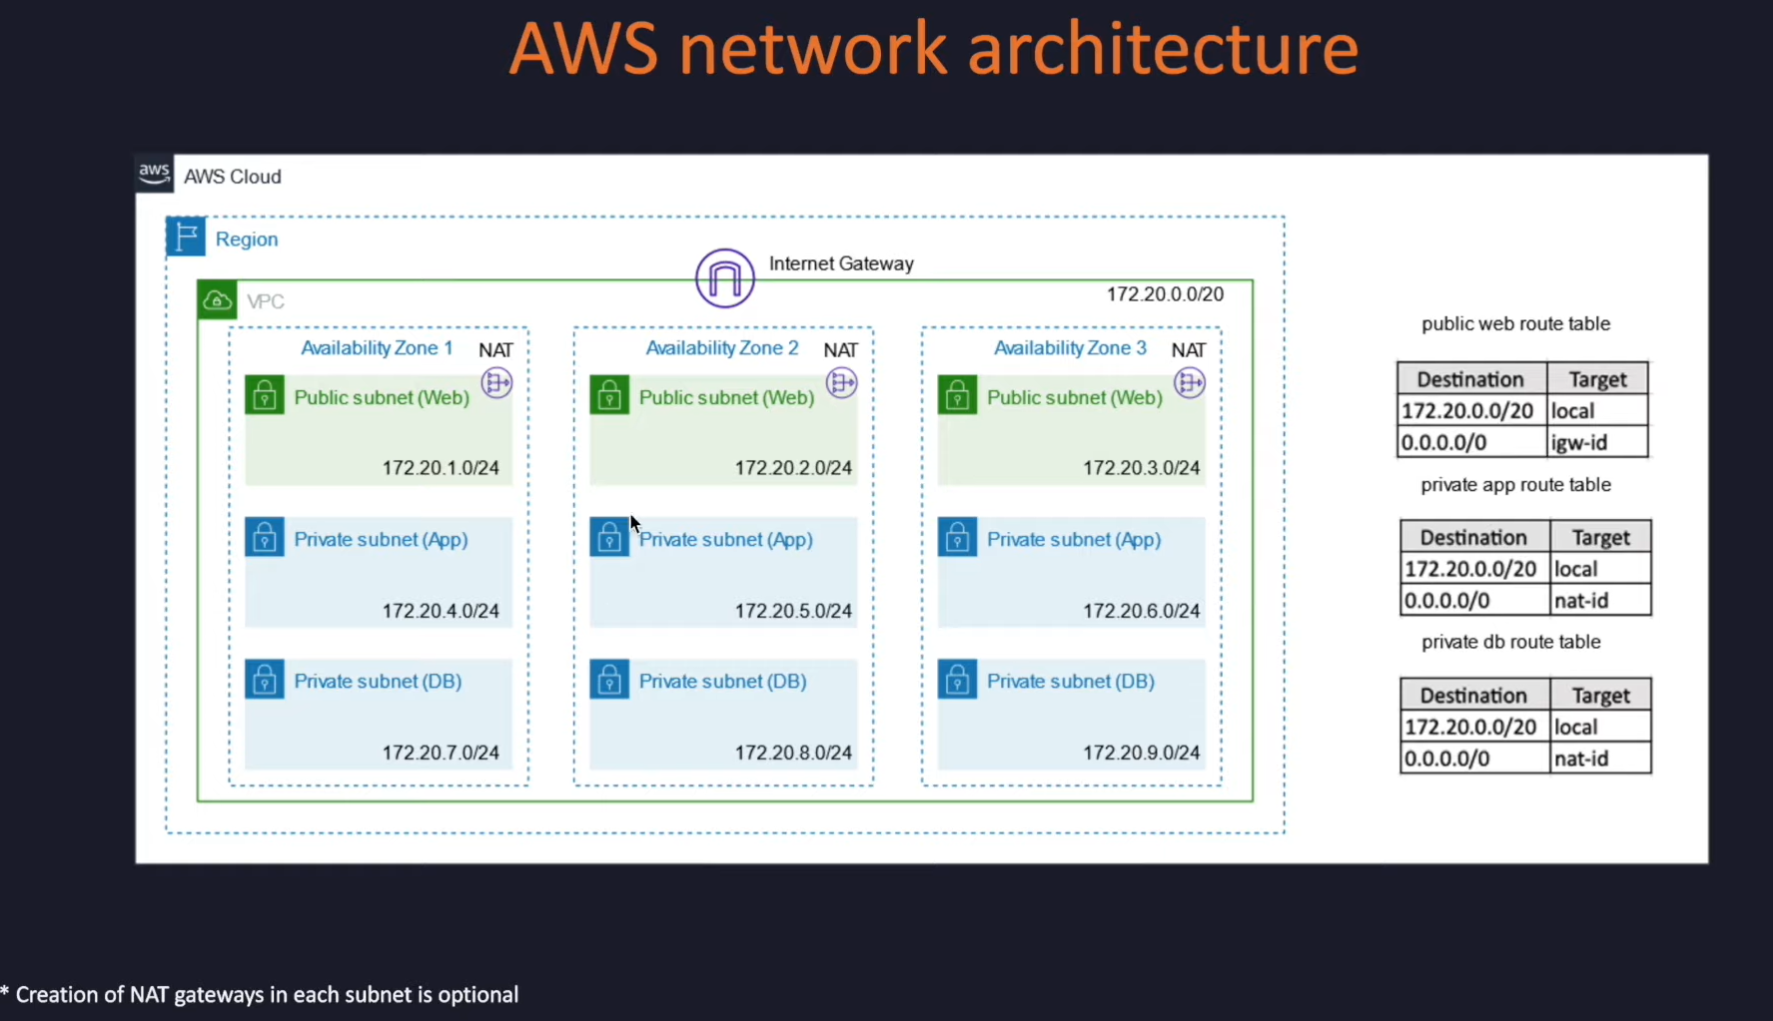 AWS network architecture
aws
AWS Cloud
Region
Internet Gateway
VPC
172.20.0.0/20
Availability Zone 1
NAT
Public subnet (Web)
172.20.1.0/24
Private subnet (App)
172.20.4.0/24
Private subnet (DB)
172.20.7.0/24
Availability Zone 2
NAT
Public subnet (Web)
172.20.2.0/24
Private subnet (App)
172.20.5.0/24
Private subnet (DB)
172.20.8.0/24
Availability Zone 3
NAT
Public subnet (Web)
172.20.3.0/24
Private subnet (App)
172.20.6.0/24
Private subnet (DB)
172.20.9.0/24
public web route table
Destination Target
172.20.0.0/20 local
0.0.0.0/0 igw-id
private app route table
Destination Target
172.20.0.0/20 local
0.0.0.0/0 nat-id
private db route table
Destination Target
172.20.0.0/20 local
0.0.0.0/0 nat-id
* Creation of NAT gateways in each subnet is optional